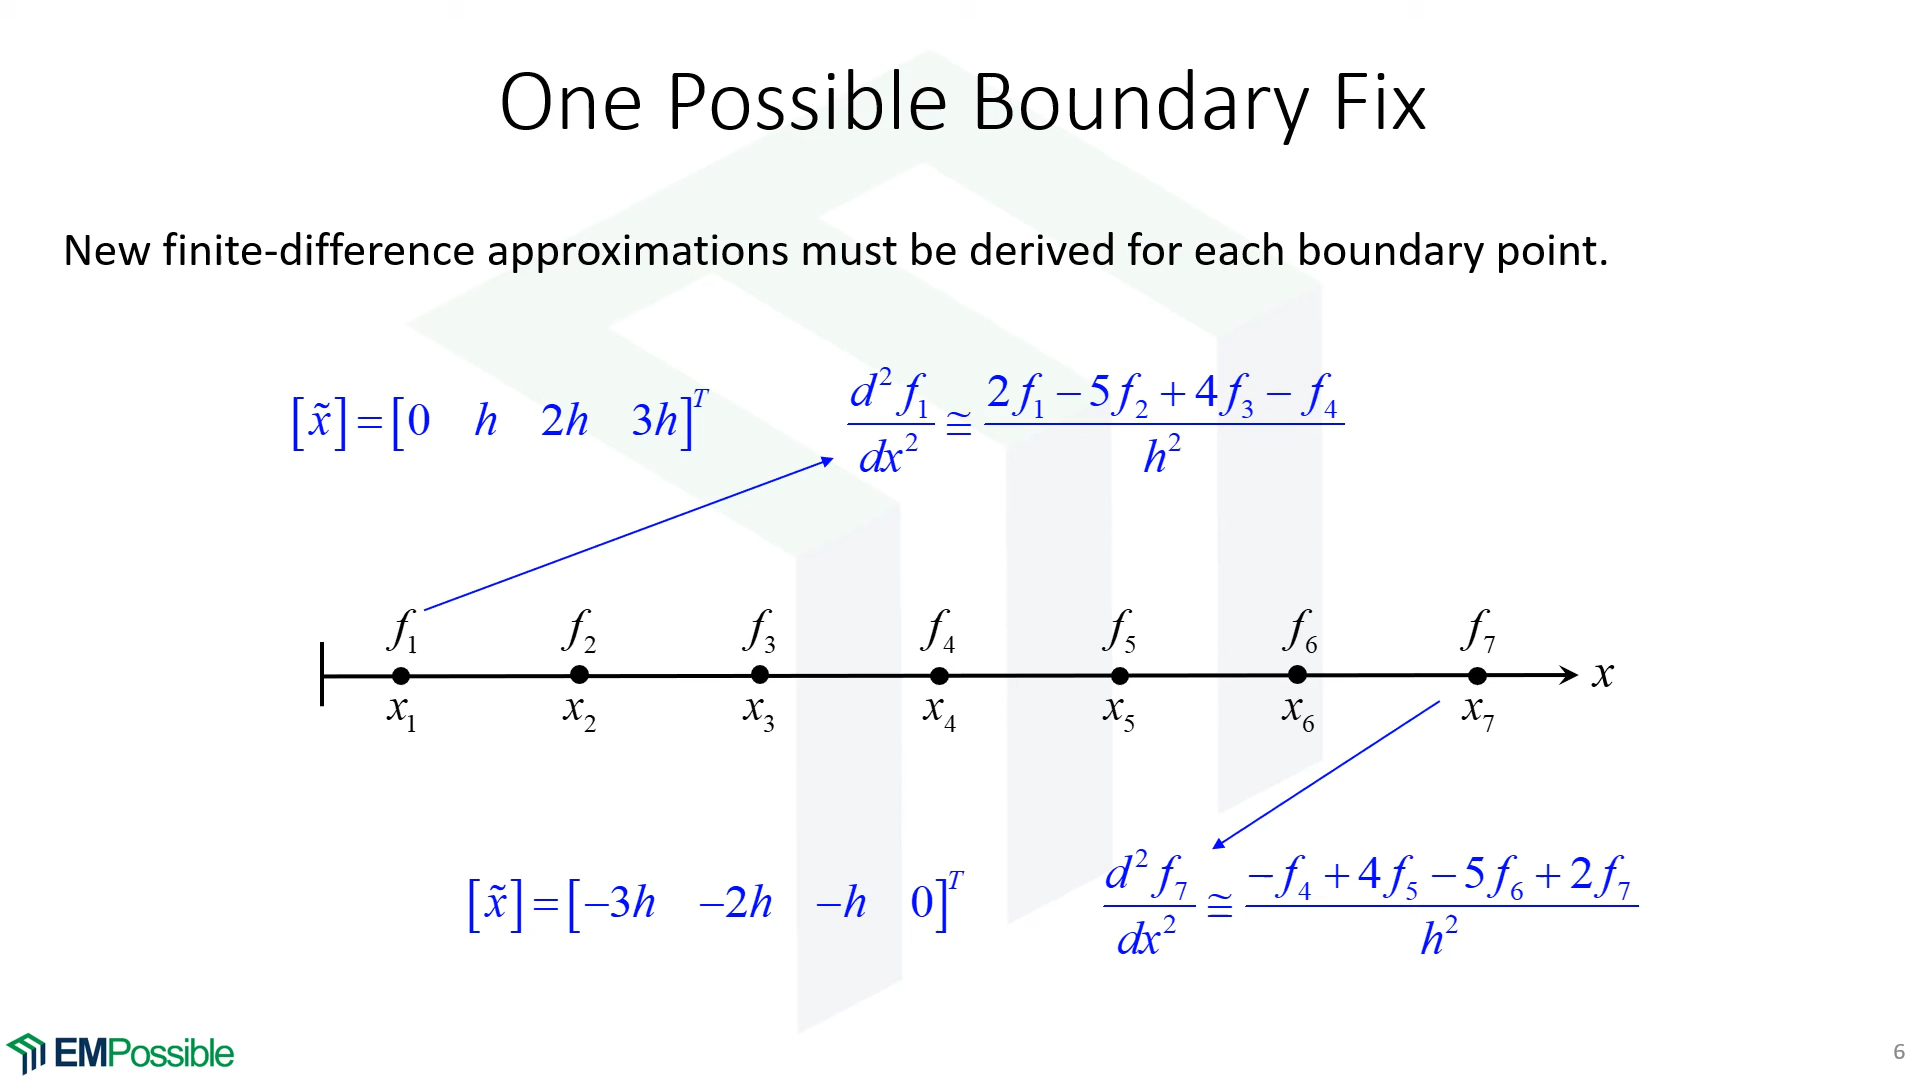 One Possible Boundary Fix
New finite-difference approximations must be derived for each boundary point.
[x̃] = [0 h 2h 3h]ᵀ
d²f₁/dx² ≅ (2f₁ − 5f₂ + 4f₃ − f₄)/h²
f₁ f₂ f₃ f₄ f₅ f₆ f₇
x
x₁ x₂ x₃ x₄ x₅ x₆ x₇
[x̃] = [−3h −2h −h 0]ᵀ
d²f₇/dx² ≅ (−f₄ + 4f₅ − 5f₆ + 2f₇)/h²
EMPossible
6